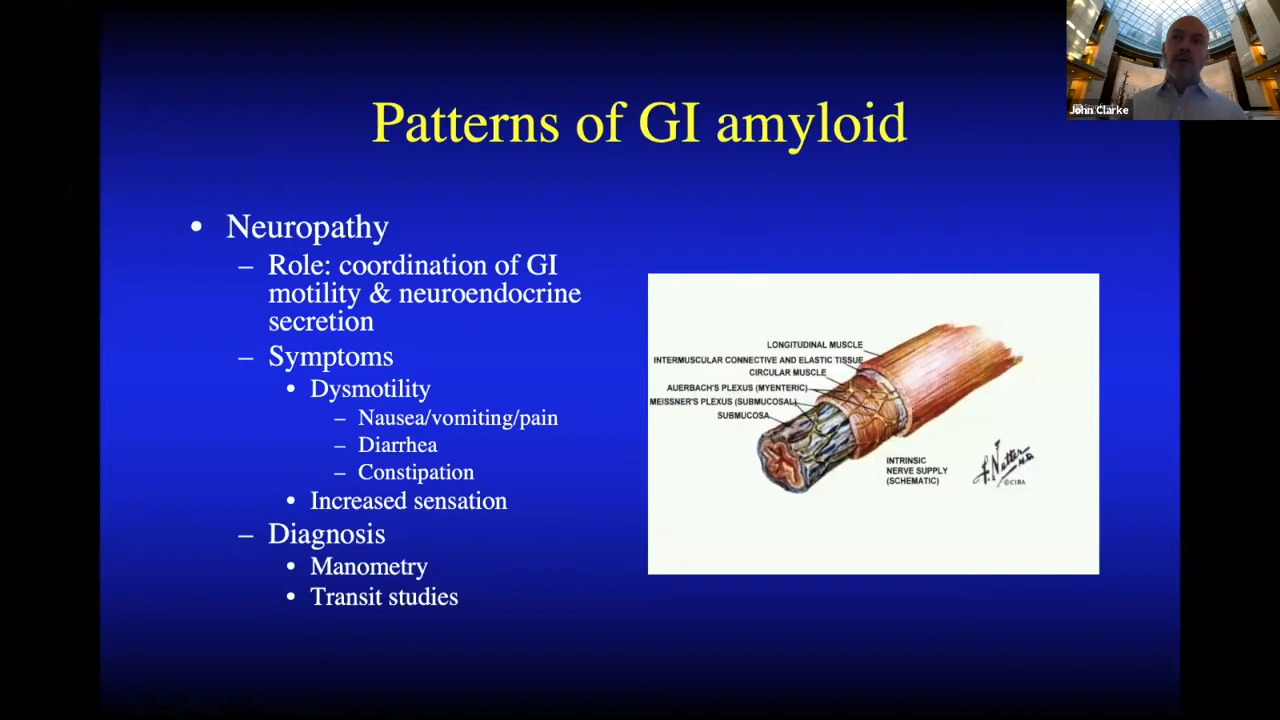 Patterns of GI amyloid
John Clarke
• Neuropathy
– Role: coordination of GI
motility & neuroendocrine
secretion
– Symptoms
• Dysmotility
– Nausea/vomiting/pain
– Diarrhea
– Constipation
• Increased sensation
– Diagnosis
• Manometry
• Transit studies
LONGITUDINAL MUSCLE
INTERMUSCULAR CONNECTIVE AND ELASTIC TISSUE
CIRCULAR MUSCLE
AUERBACH'S PLEXUS (MYENTERIC)
MEISSNER'S PLEXUS (SUBMUCOSAL)
SUBMUCOSA
INTRINSIC
NERVE SUPPLY
(SCHEMATIC)
F. Netter M.D.
©CIBA